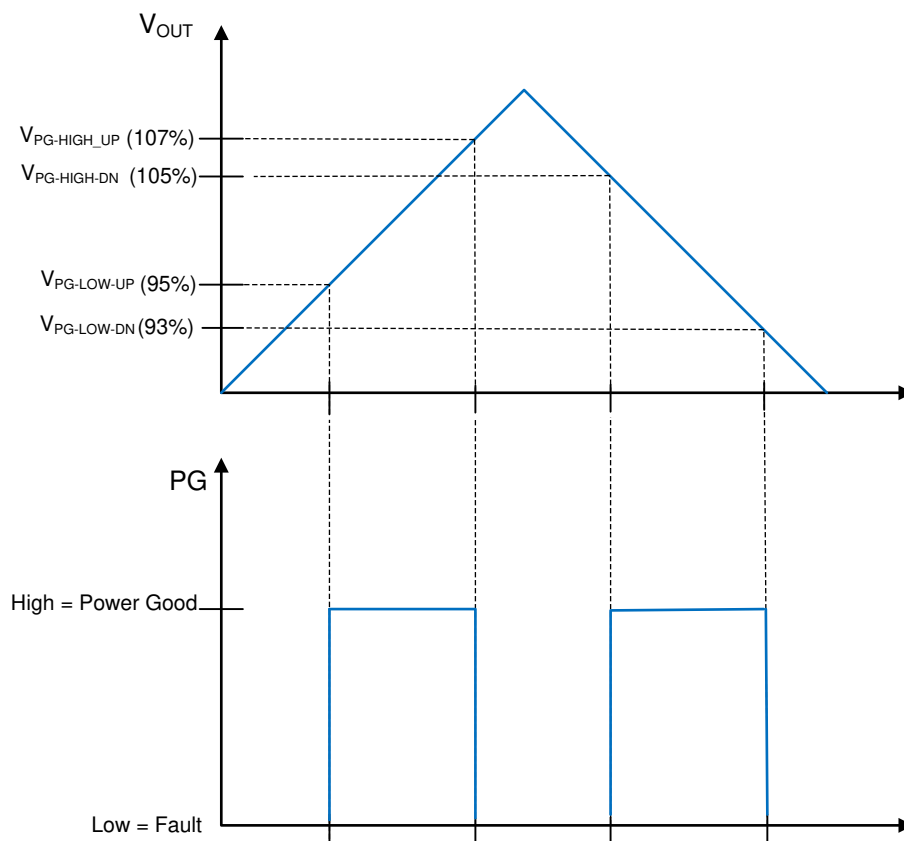 VOUT
VPG-HIGH_UP (107%)
VPG-HIGH-DN (105%)
VPG-LOW-UP (95%)
VPG-LOW-DN (93%)
PG
High = Power Good
Low = Fault